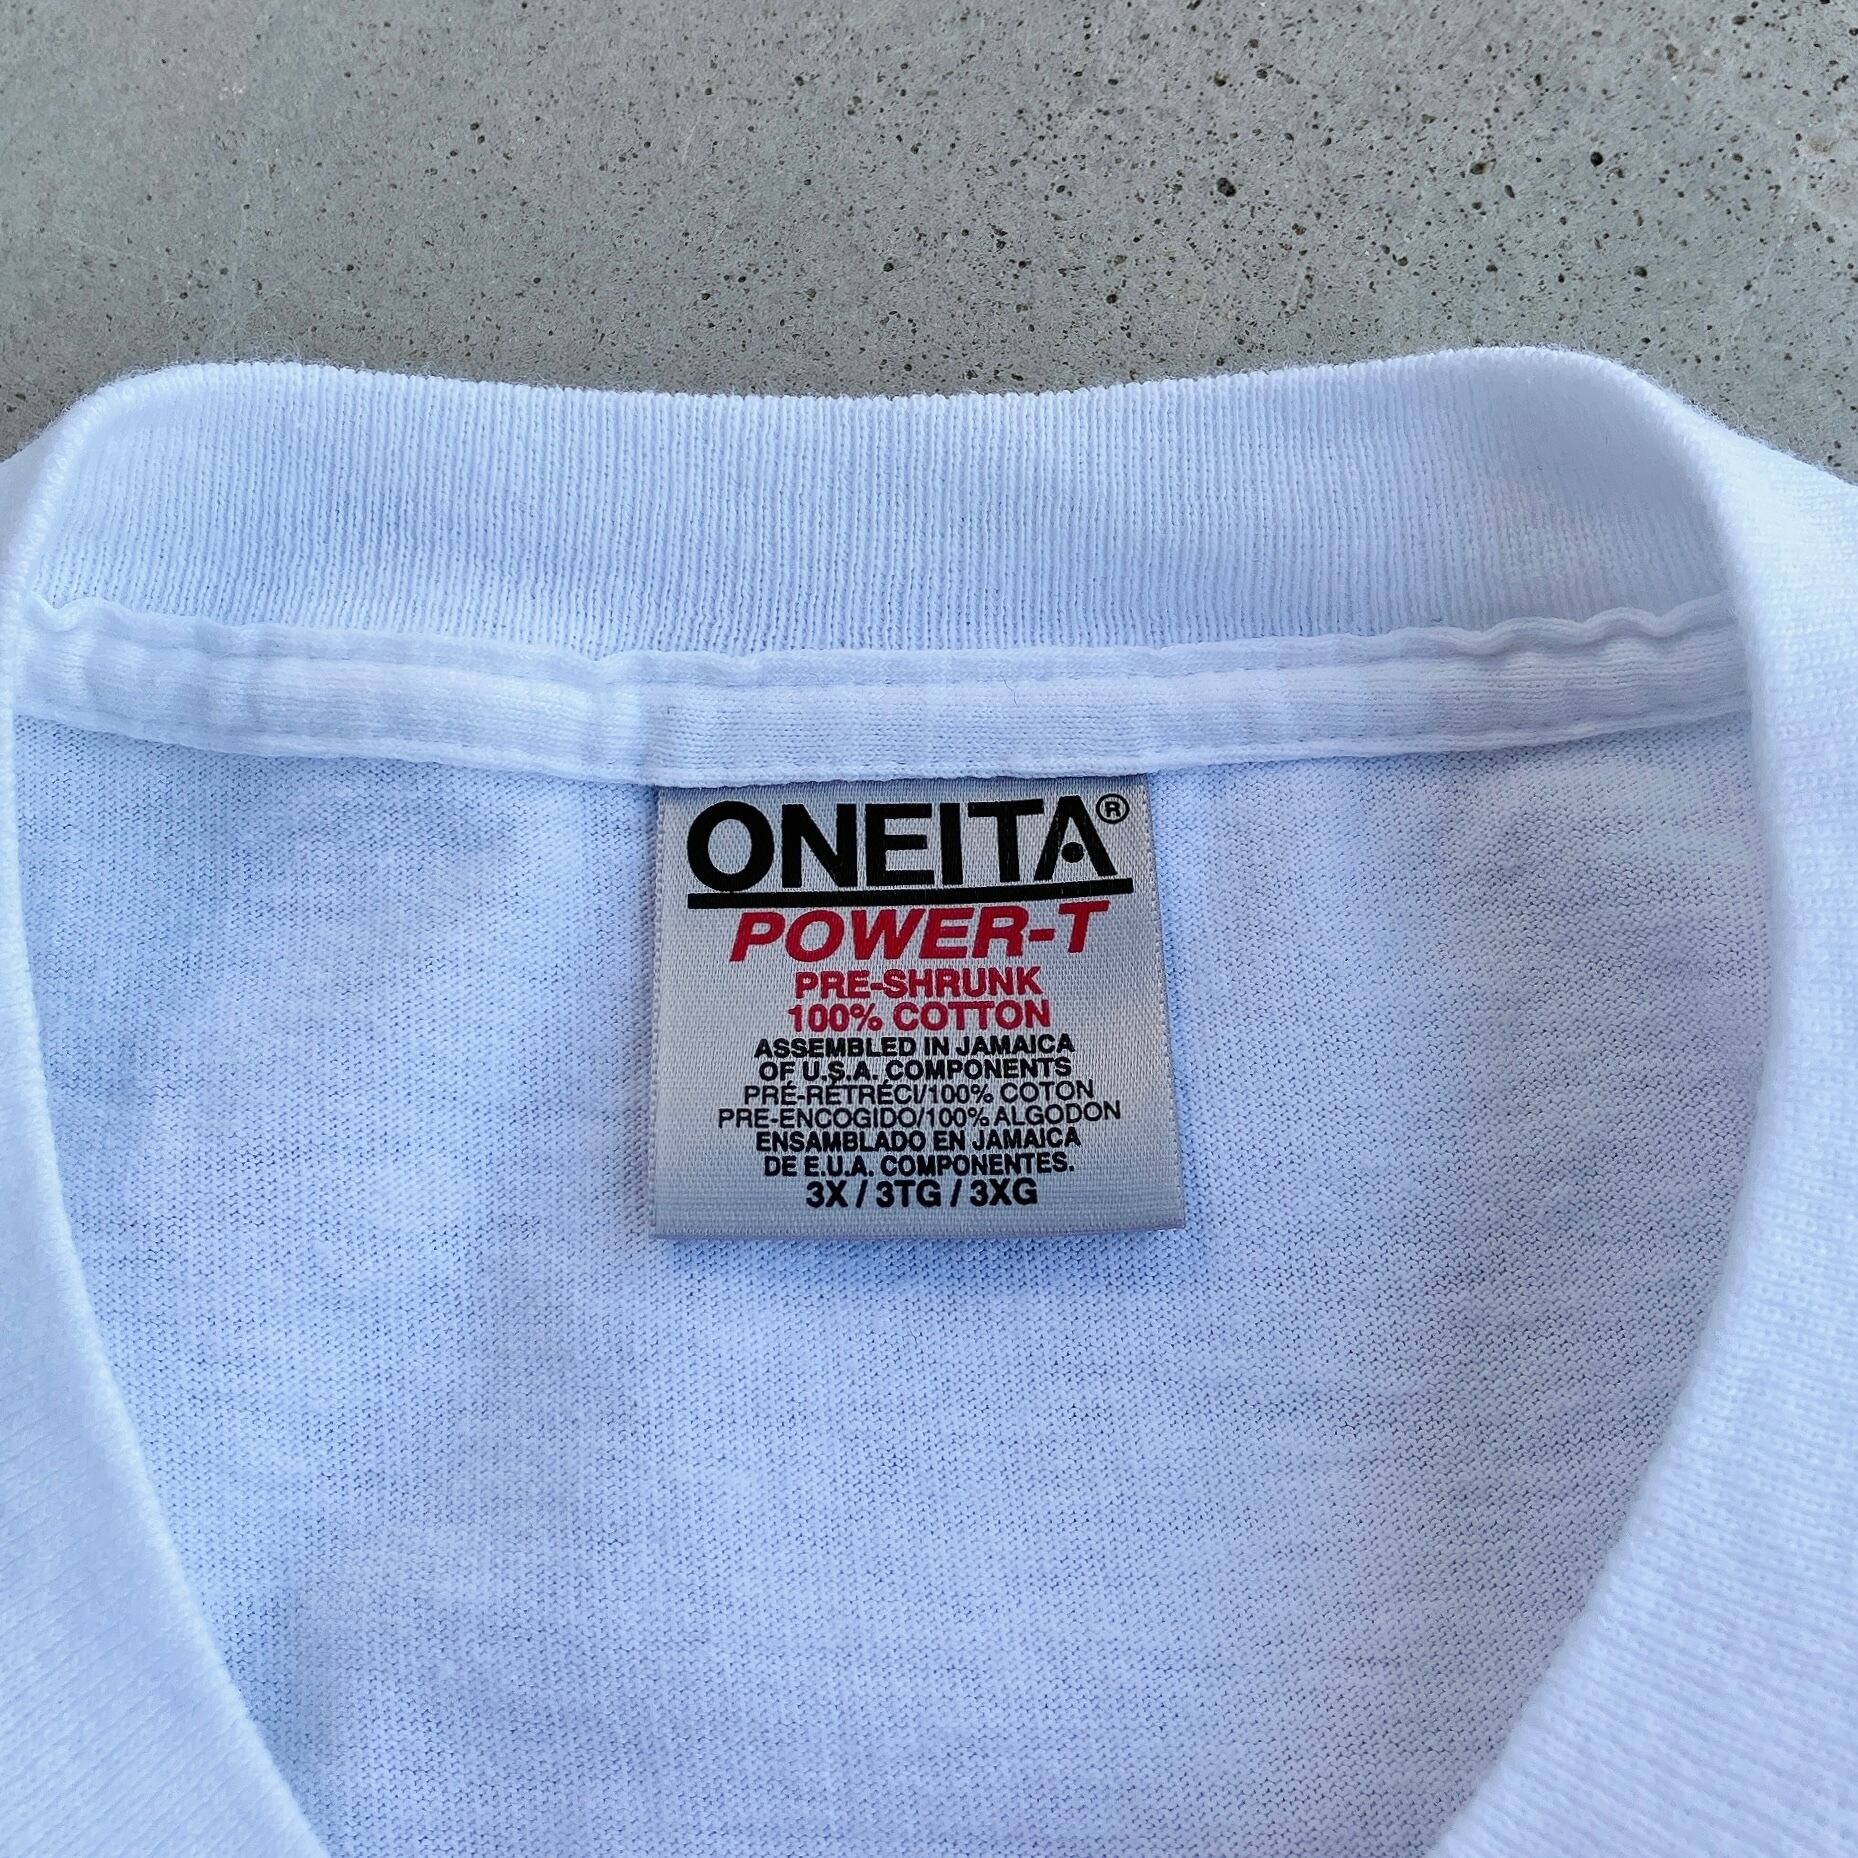 ONEITA®
POWER-T
PRE-SHRUNK
100% COTTON
ASSEMBLED IN JAMAICA
OF U.S.A. COMPONENTS
PRÉ-RÉTRÉCI/100% COTON
PRE-ENCOGIDO/100% ALGODON
ENSAMBLADO EN JAMAICA
DE E.U.A. COMPONENTES.
3X / 3TG / 3XG